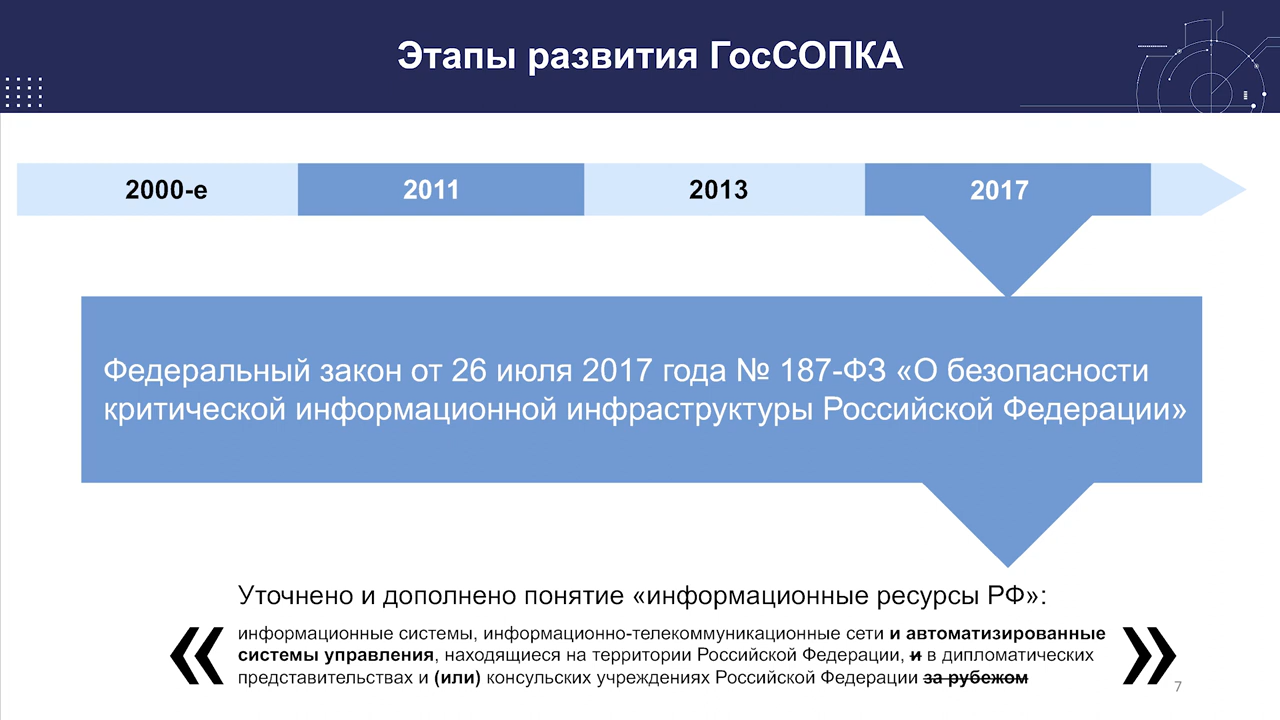 Этапы развития ГосСОПКА
2000-е 2011 2013 2017
Федеральный закон от 26 июля 2017 года № 187-ФЗ «О безопасности
критической информационной инфраструктуры Российской Федерации»
Уточнено и дополнено понятие «информационные ресурсы РФ»:
« информационные системы, информационно-телекоммуникационные сети и автоматизированные
системы управления, находящиеся на территории Российской Федерации, и в дипломатических
представительствах и (или) консульских учреждениях Российской Федерации за рубежом »
7